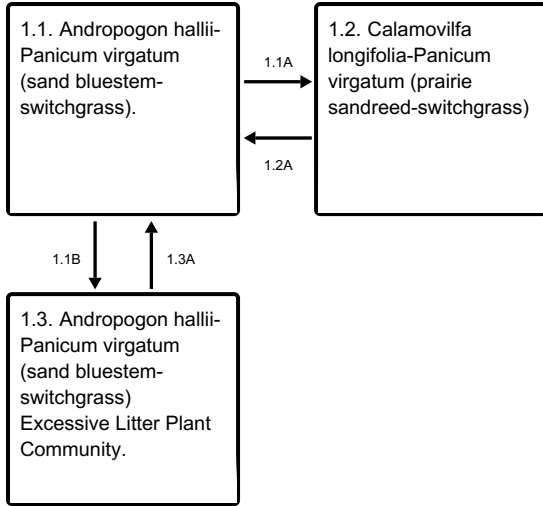 1.1. Andropogon hallii-
Panicum virgatum
(sand bluestem-
switchgrass).
1.1A
1.2A
1.2. Calamovilfa
longifolia-Panicum
virgatum (prairie
sandreed-switchgrass)
1.1B
1.3A
1.3. Andropogon hallii-
Panicum virgatum
(sand bluestem-
switchgrass)
Excessive Litter Plant
Community.